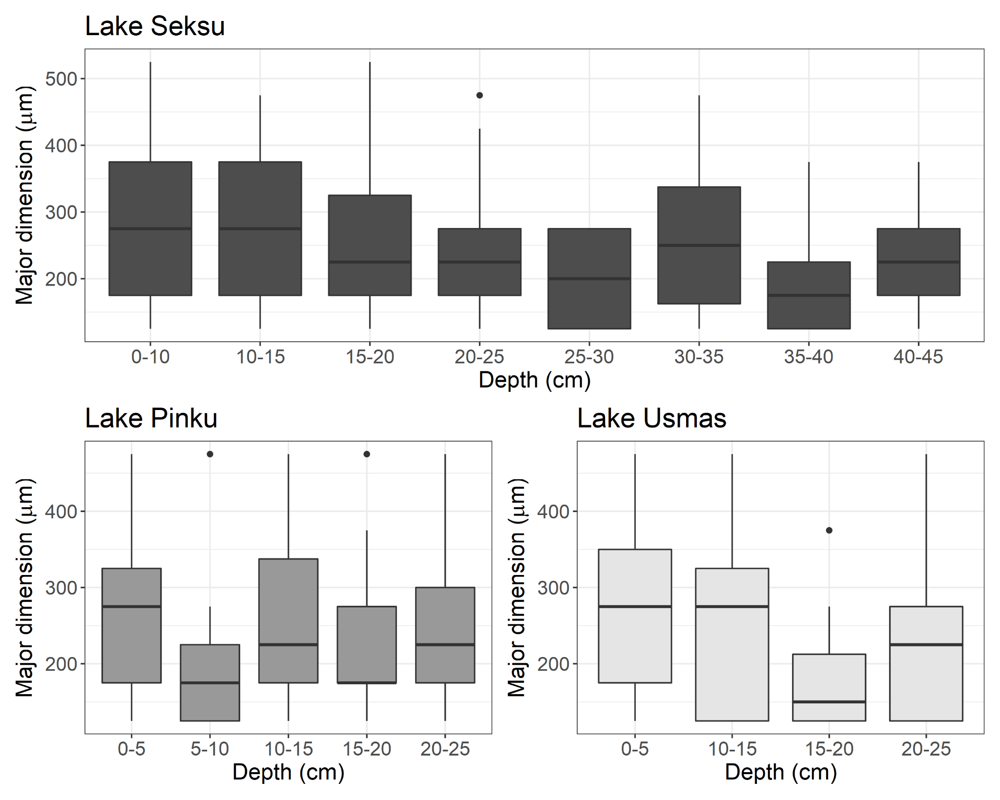 Lake Seksu
Major dimension (μm)
500
400
300
200
0-10 10-15 15-20 20-25 25-30 30-35 35-40 40-45
Depth (cm)
Lake Pinku
Major dimension (μm)
400
300
200
0-5 5-10 10-15 15-20 20-25
Depth (cm)
Lake Usmas
Major dimension (μm)
400
300
200
0-5 10-15 15-20 20-25
Depth (cm)